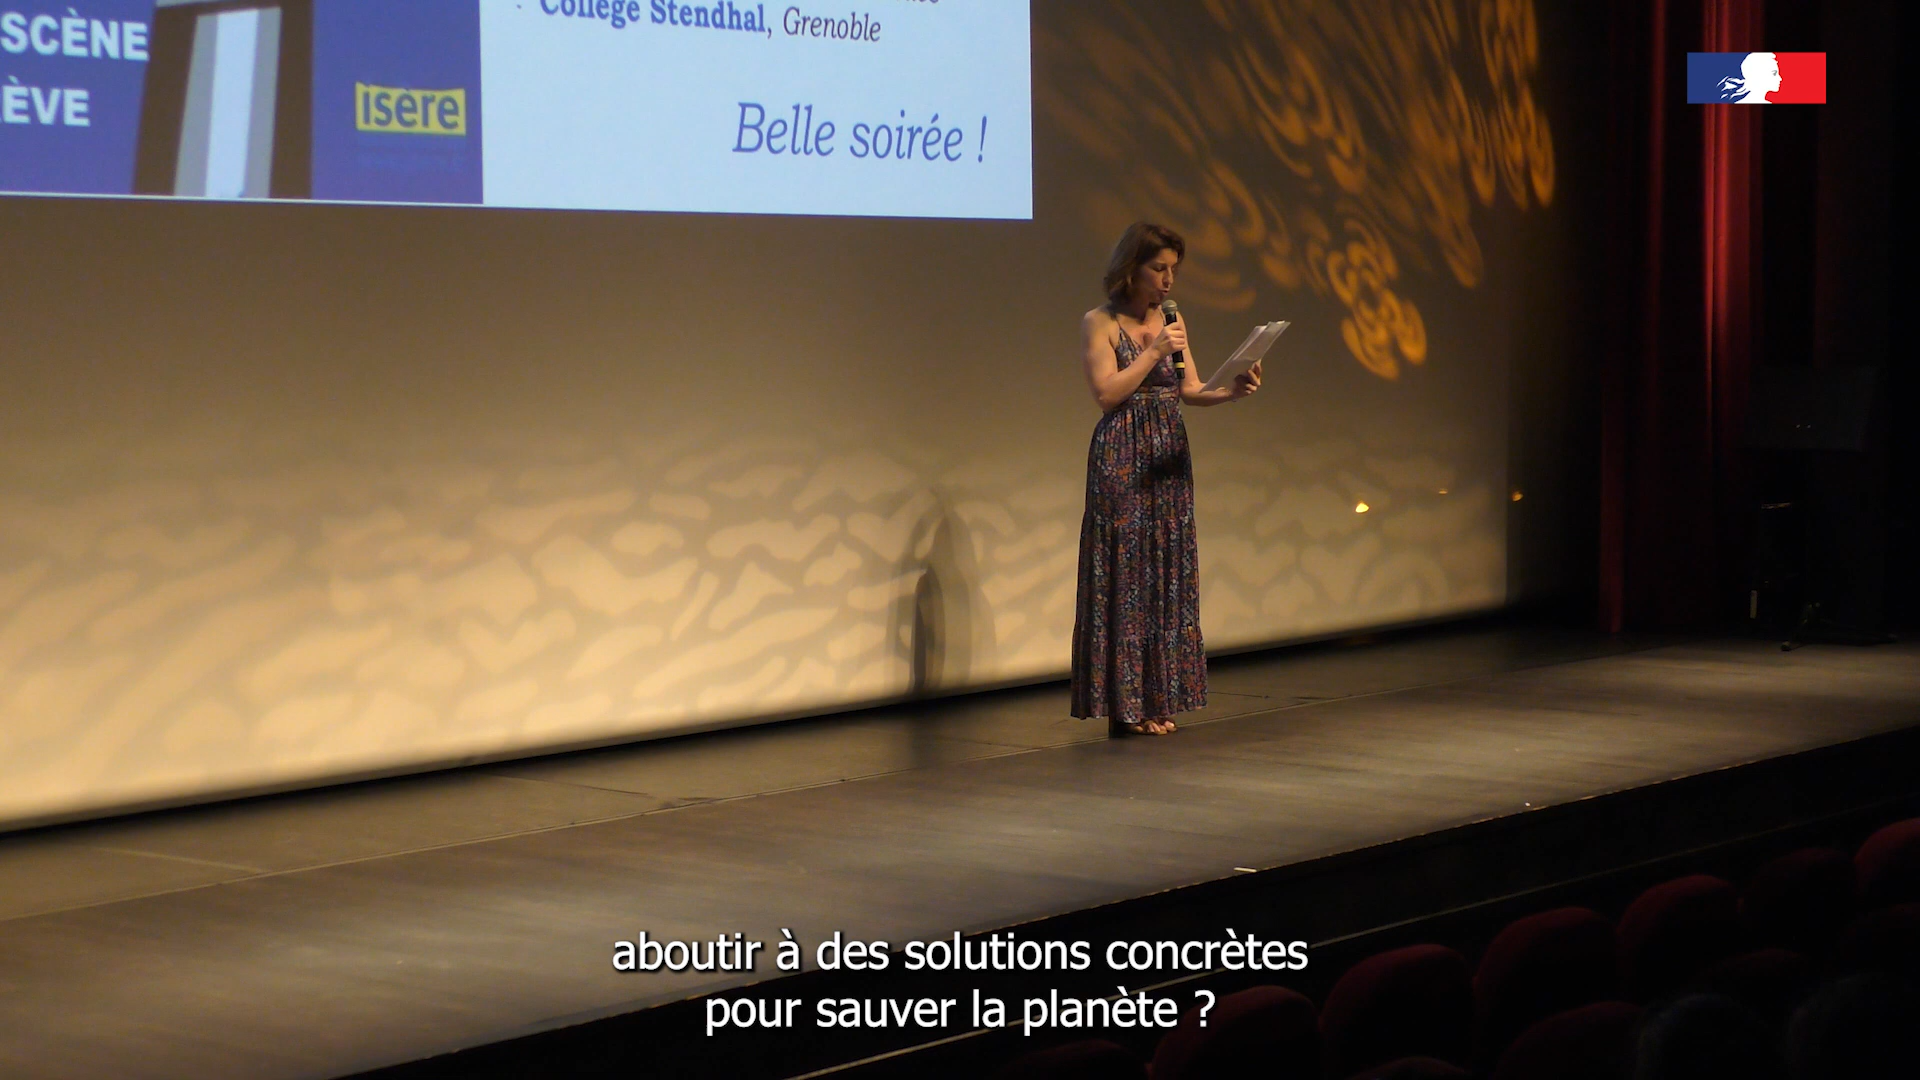 SCÈNE
ÈVE
isère
Collège Stendhal, Grenoble
Belle soirée !
aboutir à des solutions concrètes
pour sauver la planète ?